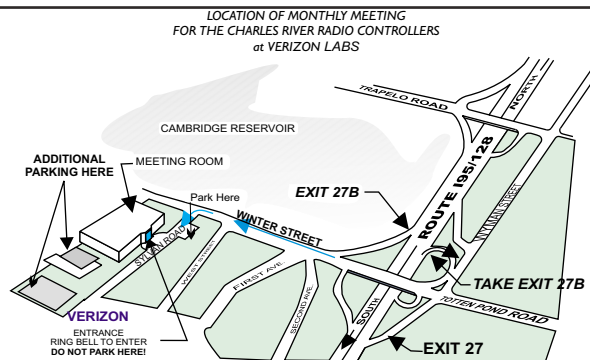 LOCATION OF MONTHLY MEETING
FOR THE CHARLES RIVER RADIO CONTROLLERS
at VERIZON LABS
TRAPELO ROAD
NORTH
CAMBRIDGE RESERVOIR
ADDITIONAL
PARKING HERE
MEETING ROOM
Park Here
EXIT 27B
ROUTE I95/128
WYMAN STREET
WINTER STREET
SYLVAN ROAD
WEST STREET
FIRST AVE.
SECOND AVE.
SOUTH
TAKE EXIT 27B
TOTTEN POND ROAD
VERIZON
ENTRANCE
RING BELL TO ENTER
DO NOT PARK HERE!
EXIT 27